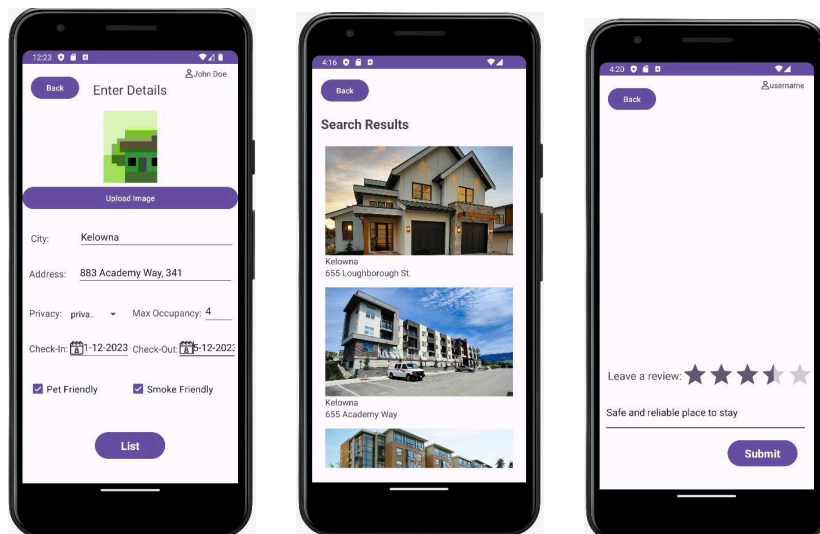 12:23
John Doe
Back
Enter Details
Upload Image
City: Kelowna
Address: 883 Academy Way, 341
Privacy: priva.. Max Occupancy: 4
Check-In: 1-12-2023 Check-Out: 5-12-202
Pet Friendly Smoke Friendly
List
4:16
Back
Search Results
Kelowna
655 Loughborough St.
Kelowna
655 Academy Way
4:20
username
Back
Leave a review:
Safe and reliable place to stay
Submit